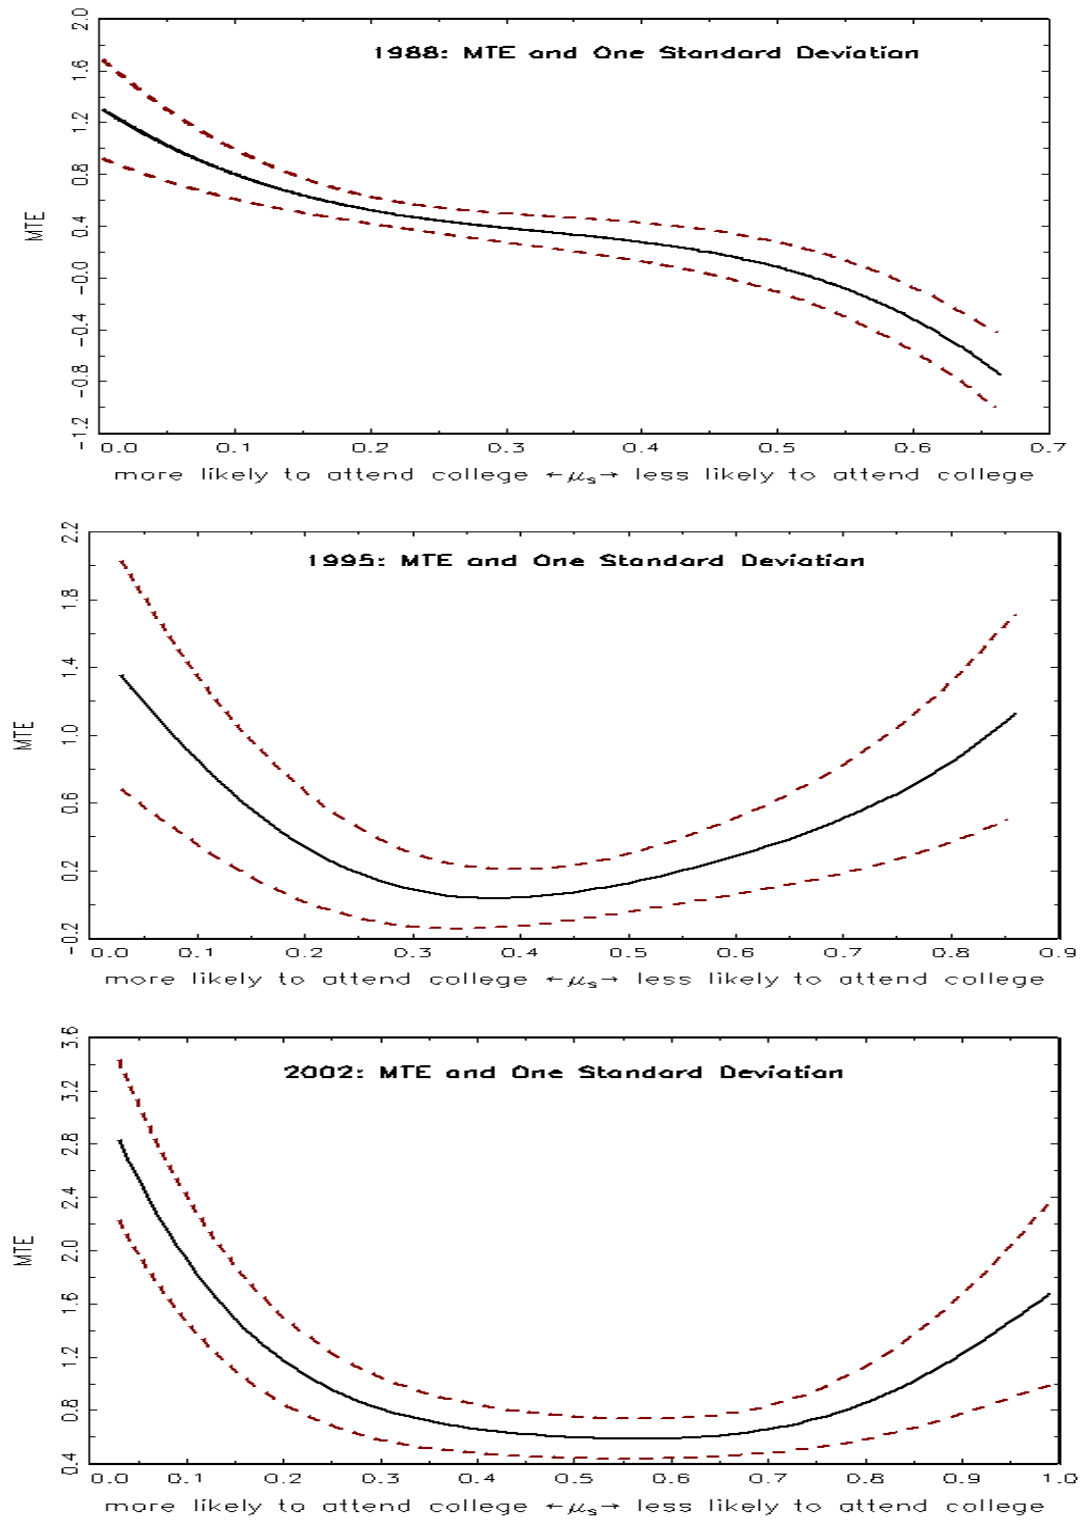 1988: MTE and One Standard Deviation
2.0
1.6
1.2
0.8
0.4
-0.0
-0.4
-0.8
-1.2
MTE
0.0 0.1 0.2 0.3 0.4 0.5 0.6 0.7
more likely to attend college ←μs→ less likely to attend college
1995: MTE and One Standard Deviation
2.2
1.8
1.4
1.0
0.6
0.2
-0.2
MTE
0.0 0.1 0.2 0.3 0.4 0.5 0.6 0.7 0.8 0.9
more likely to attend college ←μs→ less likely to attend college
2002: MTE and One Standard Deviation
3.6
3.2
2.8
2.4
2.0
1.6
1.2
0.8
0.4
MTE
0.0 0.1 0.2 0.3 0.4 0.5 0.6 0.7 0.8 0.9 1.0
more likely to attend college ←μs→ less likely to attend college